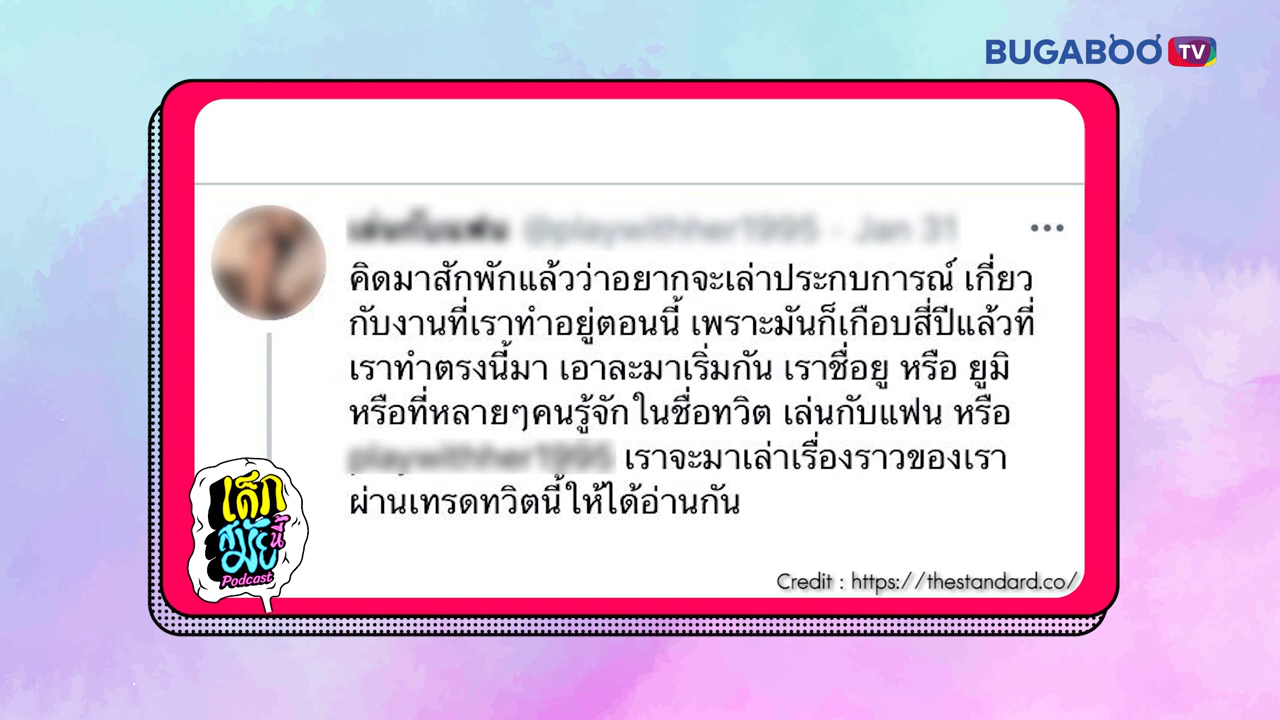 BUGABOO TV
คิดมาสักพักแล้วว่าอยากจะเล่าประกบการณ์ เกี่ยว
กับงานที่เราทำอยู่ตอนนี้ เพราะมันก็เกือบสี่ปีแล้วที่
เราทำตรงนี้มา เอาละมาเริ่มกัน เราชื่อยู หรือ ยูมิ
หรือที่หลายๆคนรู้จักในชื่อทวิต เล่นกับแฟน หรือ
เราจะมาเล่าเรื่องราวของเรา
ผ่านเทรดทวิตนี้ให้ได้อ่านกัน
เด็ก
สมัยนี้
Podcast
Credit : https://thestandard.co/